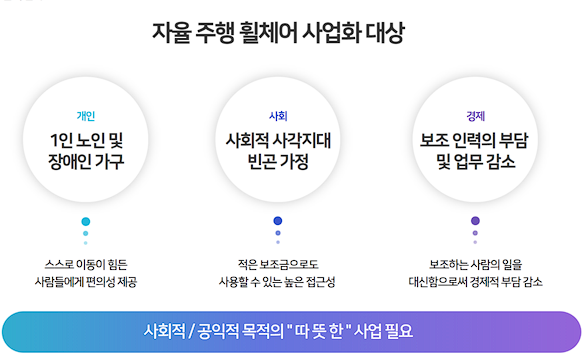 자율 주행 휠체어 사업화 대상
개인
1인 노인 및
장애인 가구
사회
사회적 사각지대
빈곤 가정
경제
보조 인력의 부담
및 업무 감소
스스로 이동이 힘든
사람들에게 편의성 제공
적은 보조금으로도
사용할 수 있는 높은 접근성
보조하는 사람의 일을
대신함으로써 경제적 부담 감소
사회적 / 공익적 목적의 " 따 뜻 한 " 사업 필요